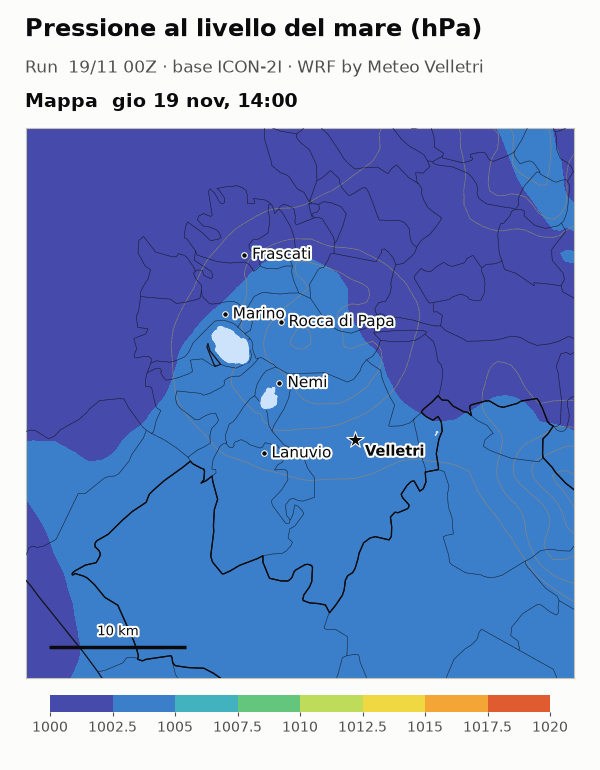 Pressione al livello del mare (hPa)
Run  19/11 00Z · base ICON-2I · WRF by Meteo Velletri
Mappa  gio 19 nov, 14:00
Frascati
Marino
Rocca di Papa
Nemi
Velletri
Lanuvio
10 km
1000 1002.5 1005 1007.5 1010 1012.5 1015 1017.5 1020